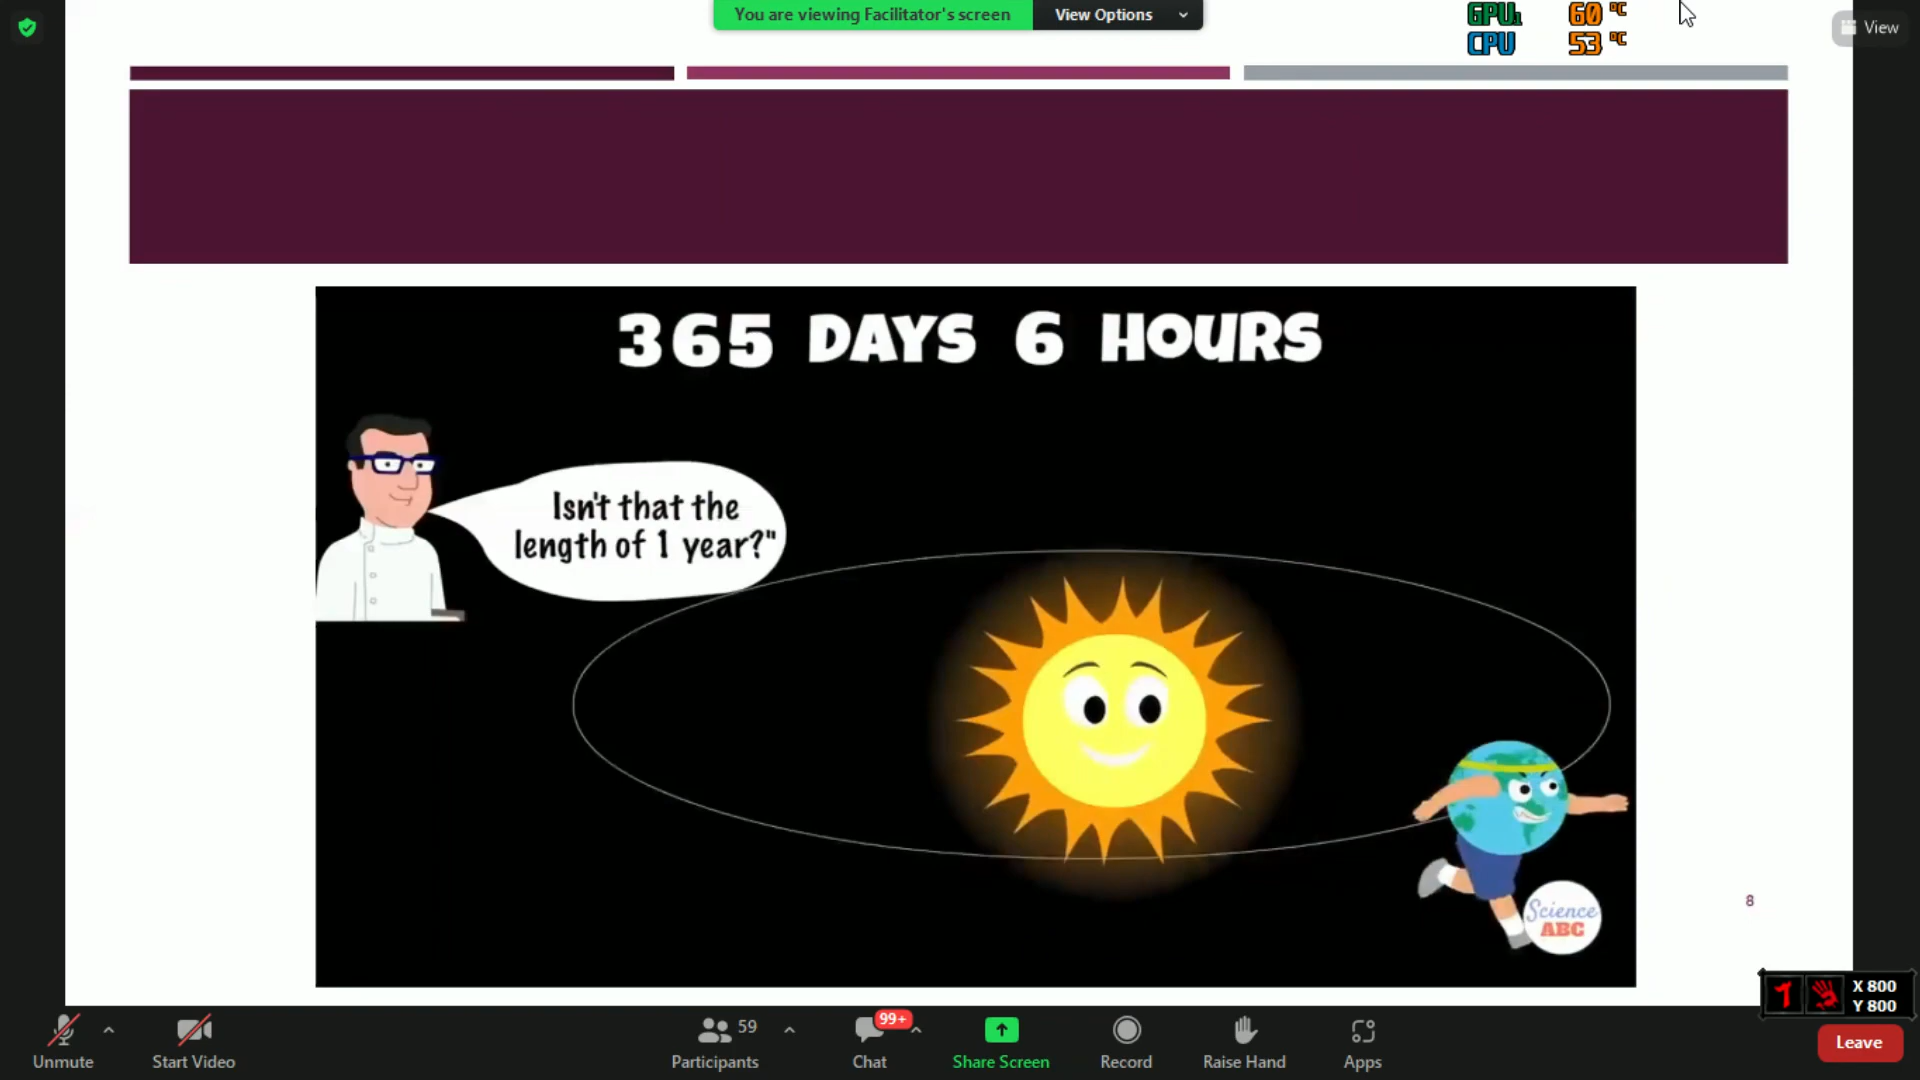 You are viewing Facilitator's screen
View Options
GPU1 60 °C
CPU 53 °C
View
365 DAYS 6 HOURS
Isn't that the
length of 1 year?"
Science
ABC
8
X 800
Y 800
Unmute
Start Video
59
Participants
99+
Chat
Share Screen
Record
Raise Hand
Apps
Leave